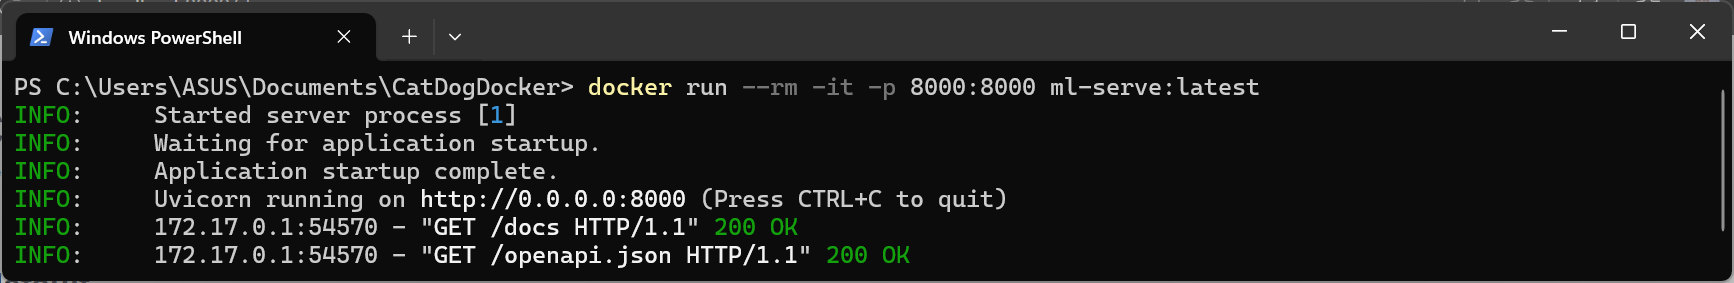 Windows PowerShell
PS C:\Users\ASUS\Documents\CatDogDocker> docker run --rm -it -p 8000:8000 ml-serve:latest
INFO:     Started server process [1]
INFO:     Waiting for application startup.
INFO:     Application startup complete.
INFO:     Uvicorn running on http://0.0.0.0:8000 (Press CTRL+C to quit)
INFO:     172.17.0.1:54570 - "GET /docs HTTP/1.1" 200 OK
INFO:     172.17.0.1:54570 - "GET /openapi.json HTTP/1.1" 200 OK